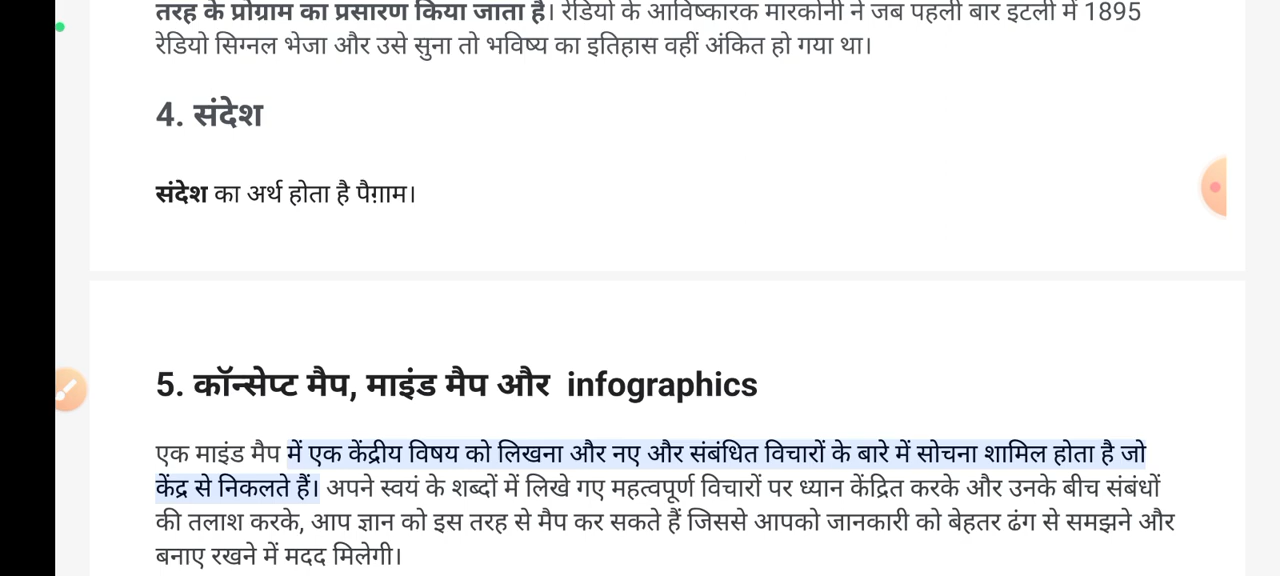 तरह के प्रोग्राम का प्रसारण किया जाता है। रेडियो के आविष्कारक मारकोनी ने जब पहली बार इटली में 1895
रेडियो सिग्नल भेजा और उसे सुना तो भविष्य का इतिहास वहीं अंकित हो गया था।
4. संदेश
संदेश का अर्थ होता है पैग़ाम।
5. कॉन्सेप्ट मैप, माइंड मैप और infographics
एक माइंड मैप में एक केंद्रीय विषय को लिखना और नए और संबंधित विचारों के बारे में सोचना शामिल होता है जो
केंद्र से निकलते हैं। अपने स्वयं के शब्दों में लिखे गए महत्वपूर्ण विचारों पर ध्यान केंद्रित करके और उनके बीच संबंधों
की तलाश करके, आप ज्ञान को इस तरह से मैप कर सकते हैं जिससे आपको जानकारी को बेहतर ढंग से समझने और
बनाए रखने में मदद मिलेगी।